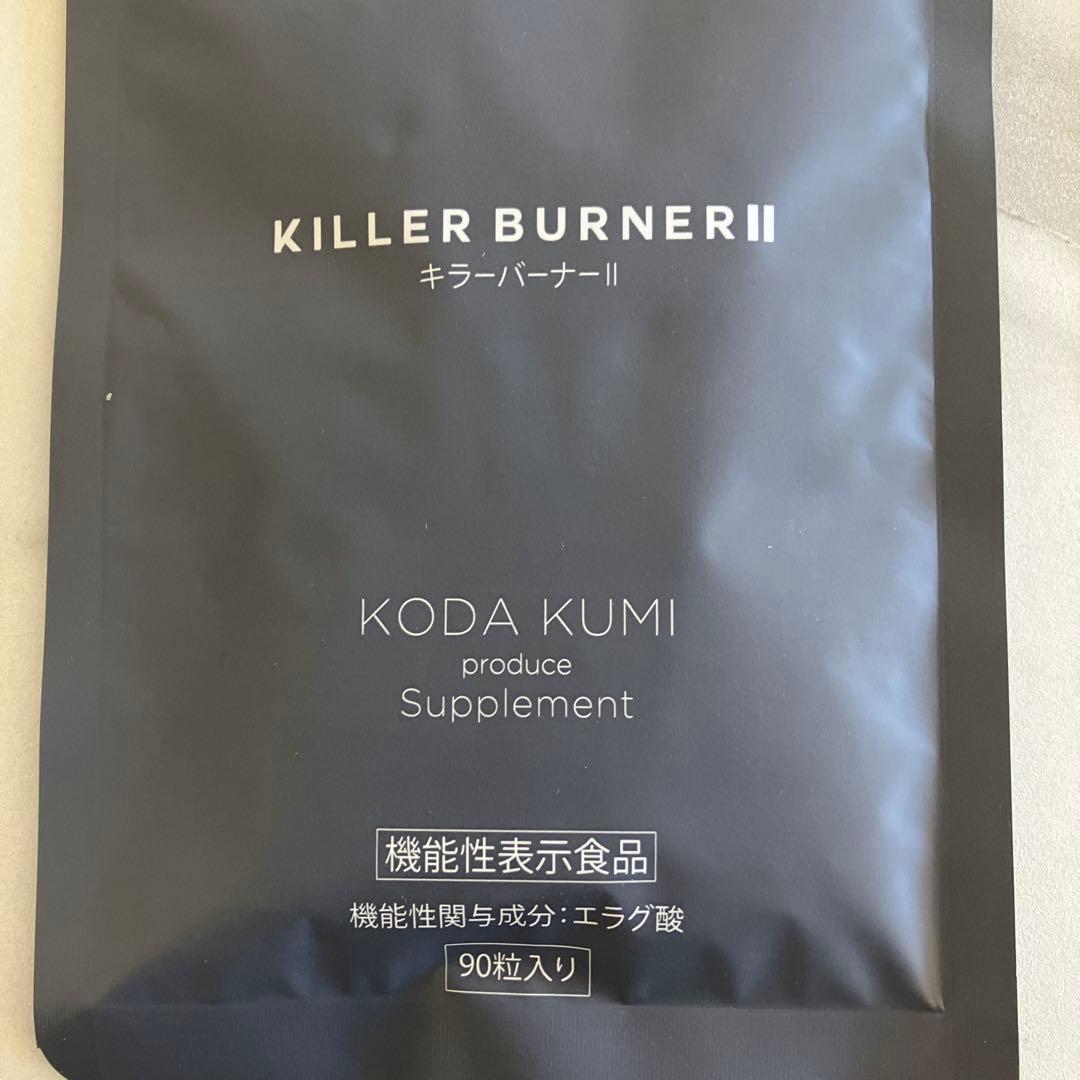 KILLER BURNERⅡ
キラーバーナーⅡ
KODA KUMI
produce
Supplement
機能性表示食品
機能性関与成分：エラグ酸
90粒入り